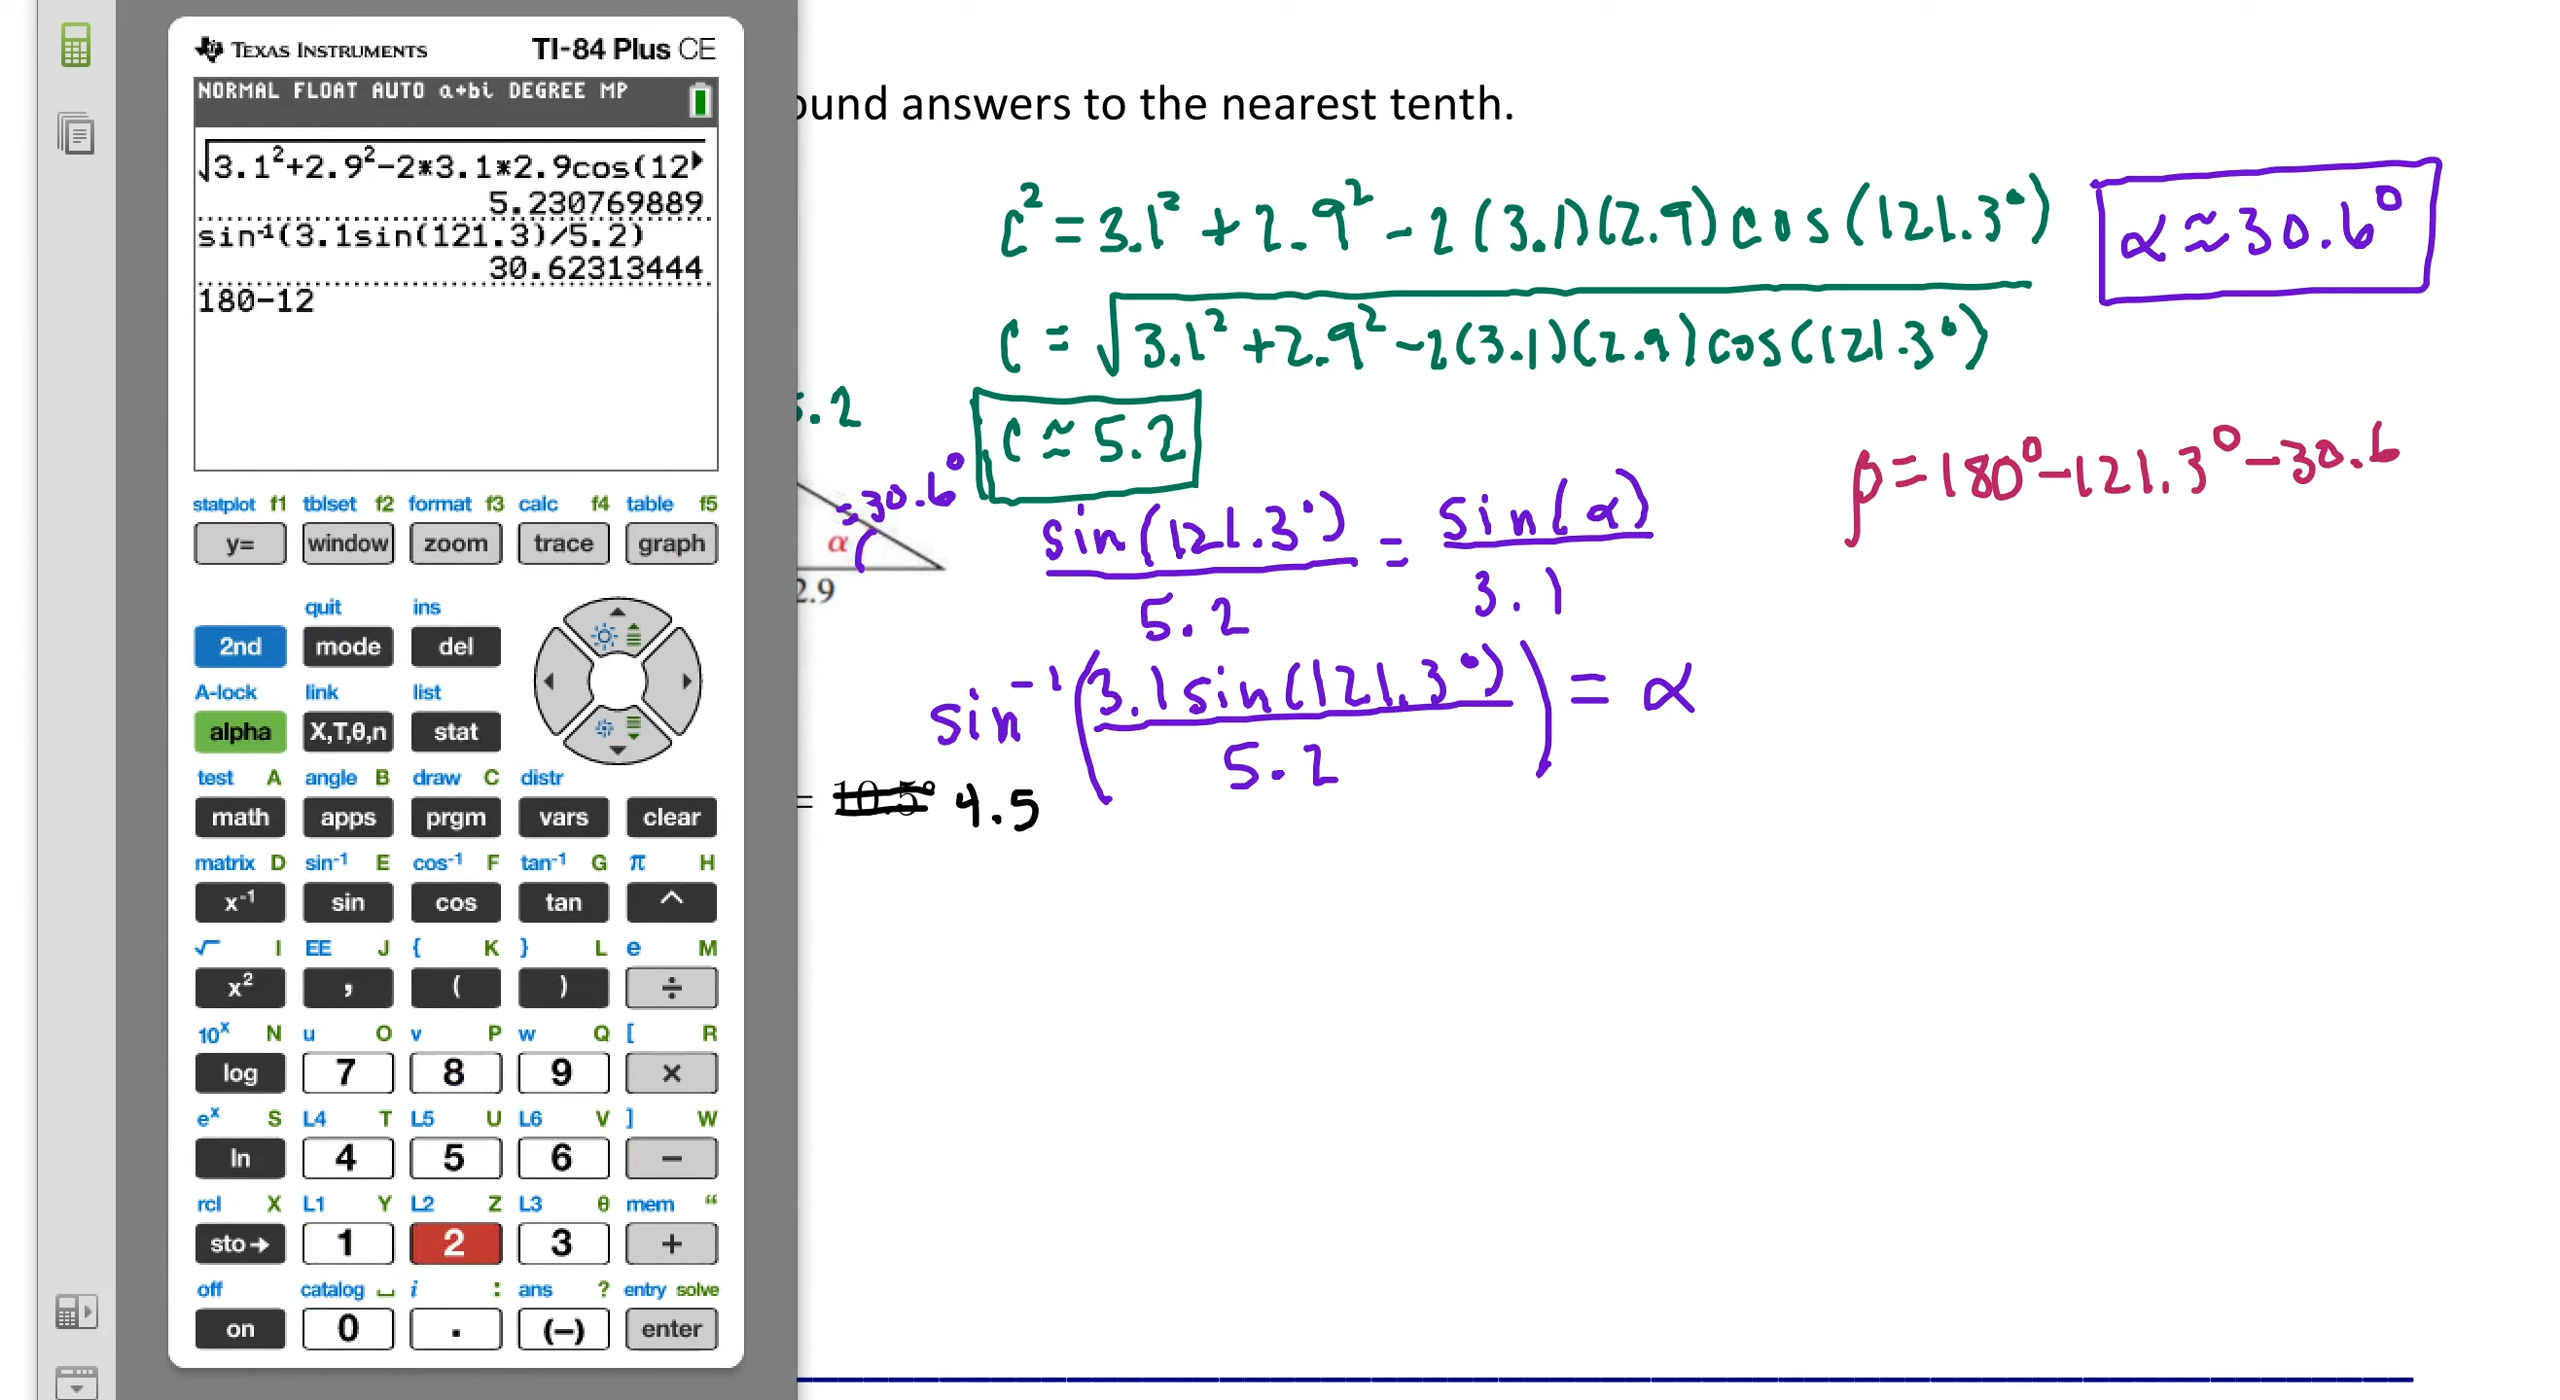 TEXAS INSTRUMENTS TI-84 Plus CE
NORMAL FLOAT AUTO a+bi DEGREE MP
√3.1²+2.9²-2*3.1*2.9cos(12
5.230769889
sin⁻¹(3.1sin(121.3)/5.2)
30.62313444
180-12
statplot f1 tblset f2 format f3 calc f4 table f5
y= window zoom trace graph
quit ins
2nd mode del
A-lock link list
alpha X,T,θ,n stat
test A angle B draw C distr
math apps prgm vars clear
matrix D sin⁻¹ E cos⁻¹ F tan⁻¹ G π H
x⁻¹ sin cos tan ^
√ I EE J { K } L e M
x² , ( ) ÷
10ˣ N u O v P w Q [ R
log 7 8 9 ×
eˣ S L4 T L5 U L6 V ] W
ln 4 5 6 −
rcl X L1 Y L2 Z L3 θ mem “
sto→ 1 2 3 +
off catalog ⎵ i : ans ? entry solve
on 0 . (−) enter
ound answers to the nearest tenth.
c² = 3.1² + 2.9² - 2(3.1)(2.9)cos(121.3°)
α ≈ 30.6°
c = √3.1² + 2.9² - 2(3.1)(2.9)cos(121.3°)
.2
c ≈ 5.2
β = 180° - 121.3° - 30.6
= 30.6°
α
2.9
sin(121.3°)/5.2 = sin(α)/3.1
sin⁻¹(3.1sin(121.3°)/5.2) = α
= 10.5° 4.5